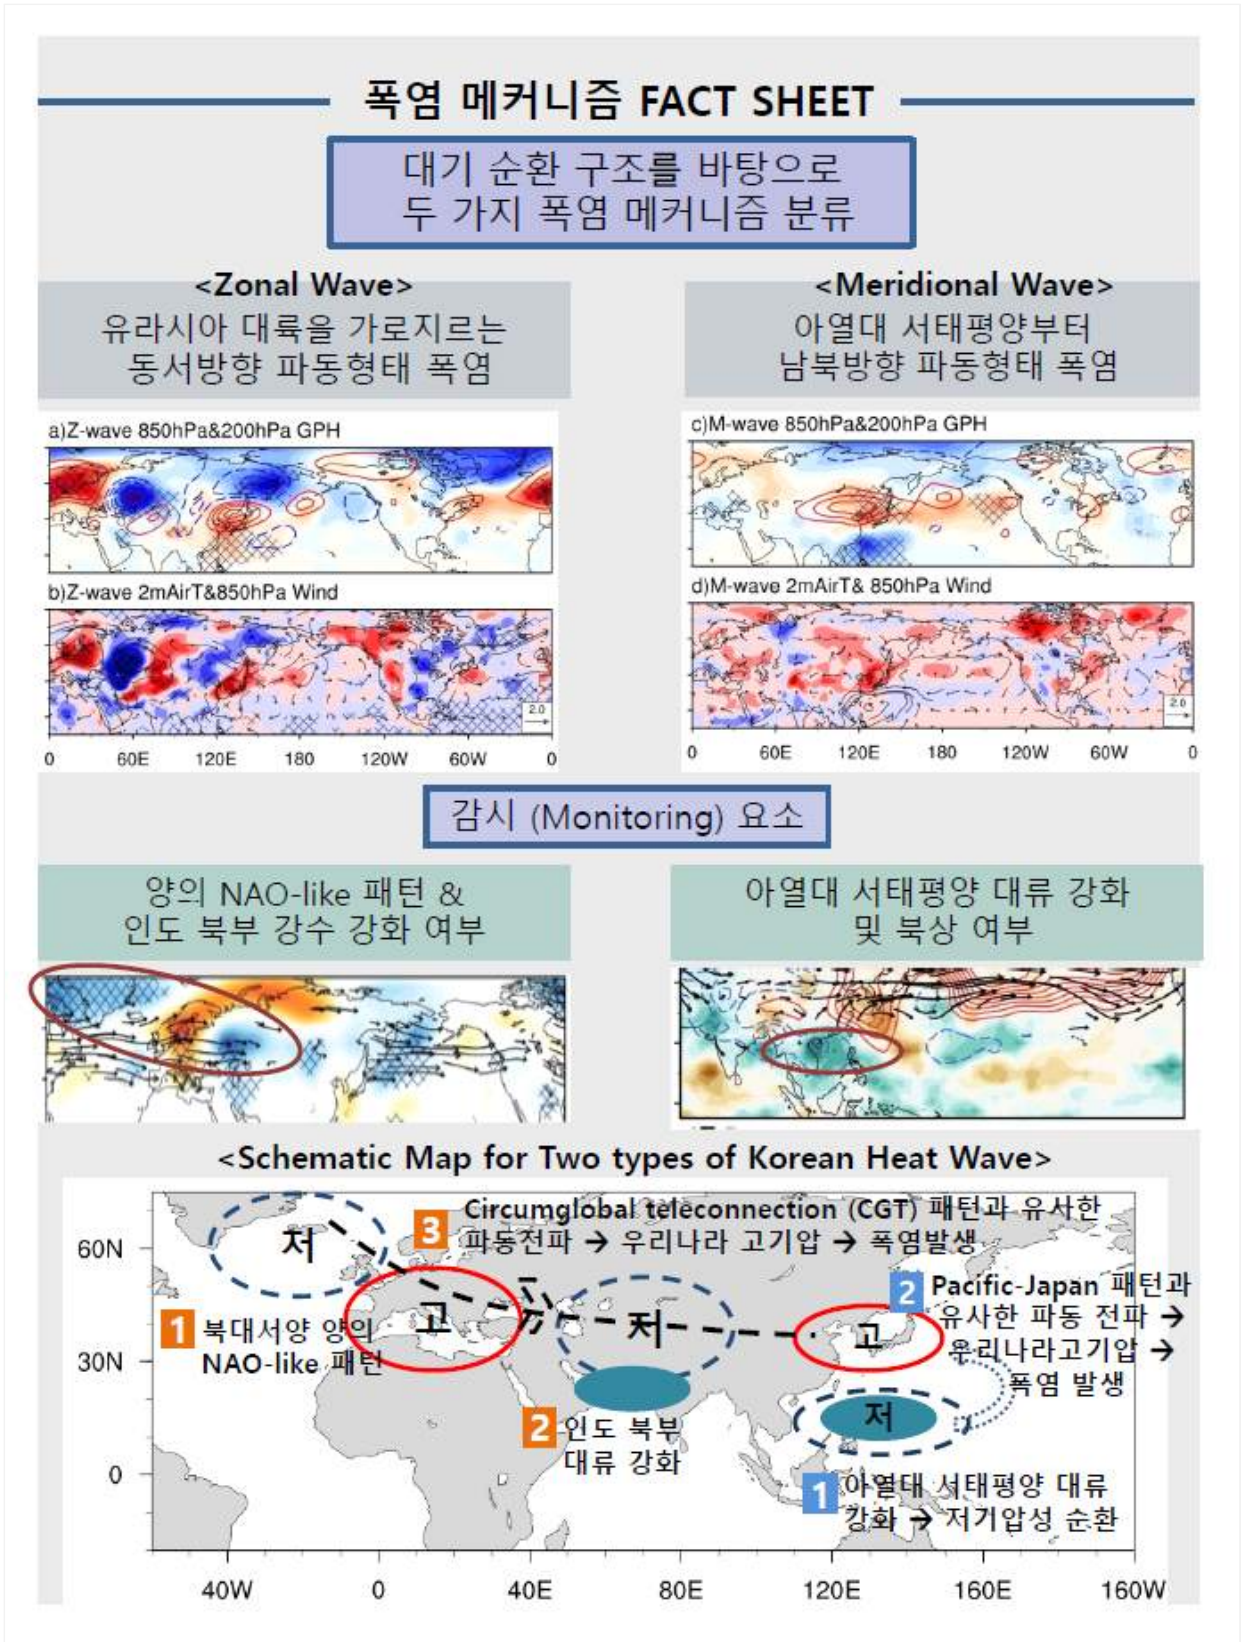 폭염 메커니즘 FACT SHEET
대기 순환 구조를 바탕으로
두 가지 폭염 메커니즘 분류
<Zonal Wave>
유라시아 대륙을 가로지르는
동서방향 파동형태 폭염
<Meridional Wave>
아열대 서태평양부터
남북방향 파동형태 폭염
a)Z-wave 850hPa&200hPa GPH
b)Z-wave 2mAirT&850hPa Wind
2.0
0 60E 120E 180 120W 60W 0
c)M-wave 850hPa&200hPa GPH
d)M-wave 2mAirT& 850hPa Wind
2.0
0 60E 120E 180 120W 60W 0
감시 (Monitoring) 요소
양의 NAO-like 패턴 &
인도 북부 강수 강화 여부
아열대 서태평양 대류 강화
및 북상 여부
<Schematic Map for Two types of Korean Heat Wave>
60N
30N
0
40W 0 40E 80E 120E 160E 160W
저
고
저
고
저
1 북대서양 양의
NAO-like 패턴
2 인도 북부
대류 강화
3 Circumglobal teleconnection (CGT) 패턴과 유사한
파동전파 → 우리나라 고기압 → 폭염발생
1 아열대 서태평양 대류
강화 → 저기압성 순환
2 Pacific-Japan 패턴과
유사한 파동 전파 →
우리나라고기압 →
폭염 발생